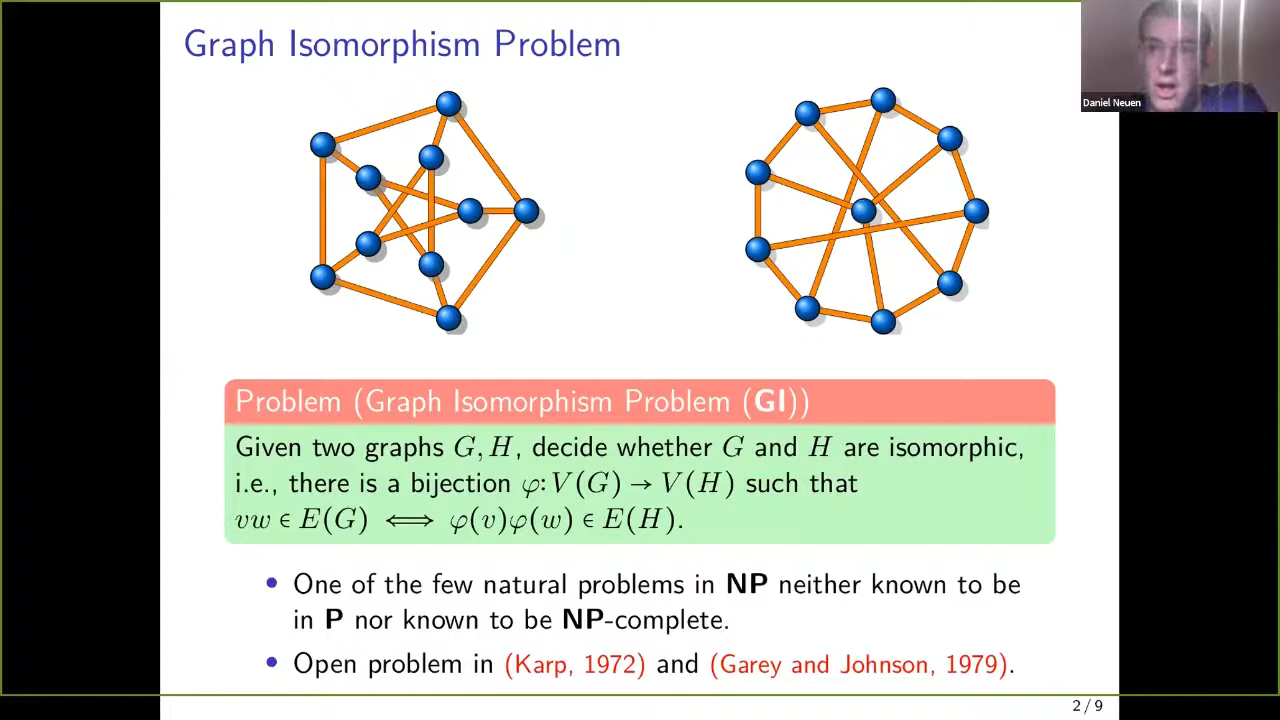 Graph Isomorphism Problem
Daniel Neuen
Problem (Graph Isomorphism Problem (GI))
Given two graphs G, H, decide whether G and H are isomorphic,
i.e., there is a bijection φ: V(G) → V(H) such that
vw ∈ E(G) ⟺ φ(v)φ(w) ∈ E(H).
• One of the few natural problems in NP neither known to be
in P nor known to be NP-complete.
• Open problem in (Karp, 1972) and (Garey and Johnson, 1979).
2 / 9